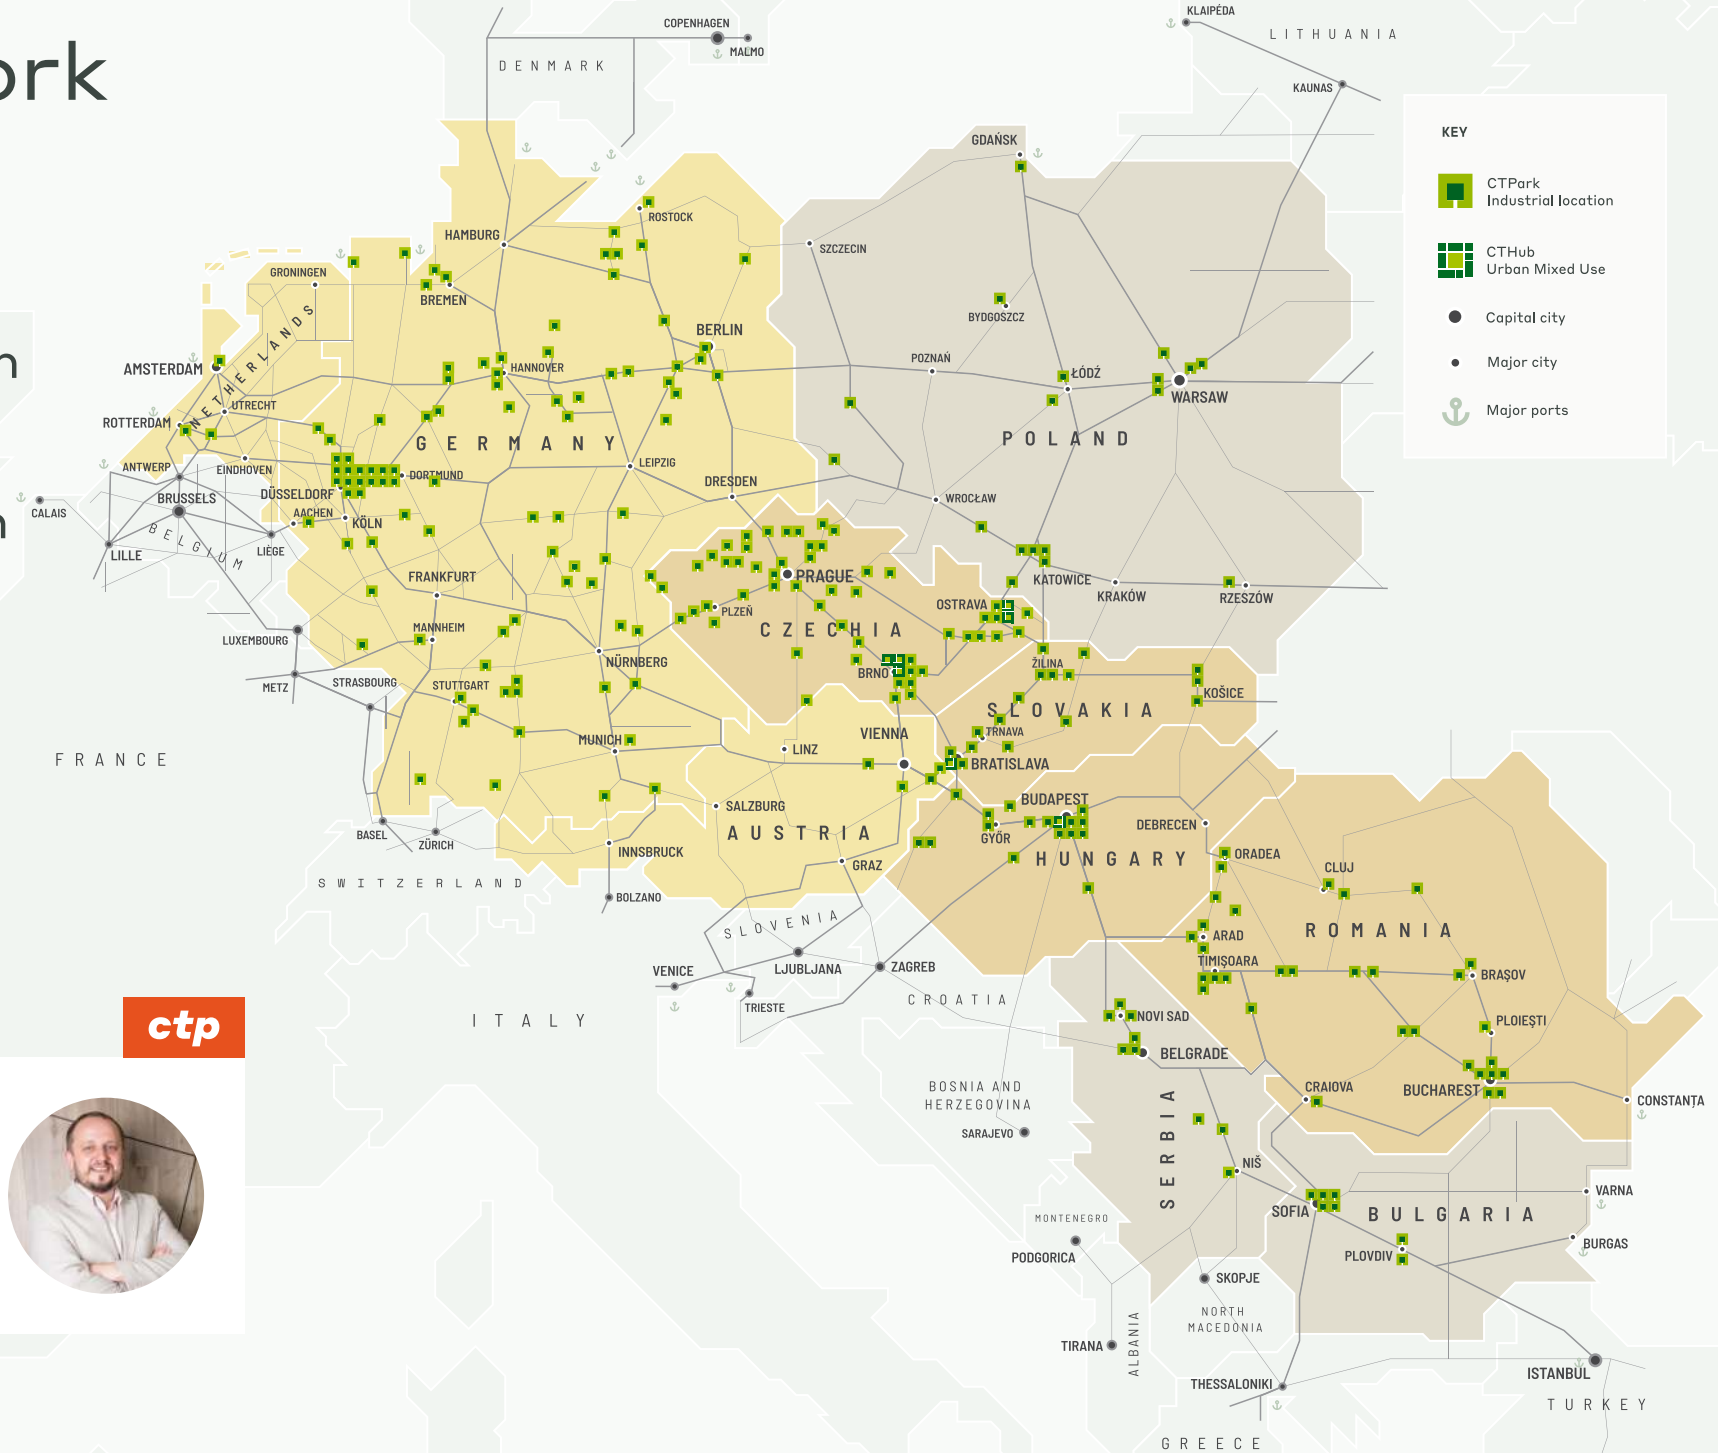 ork
n
n
KEY
CTPark
Industrial location
CTHub
Urban Mixed Use
Capital city
Major city
Major ports
COPENHAGEN
MALMO
DENMARK
KLAIPĖDA
LITHUANIA
KAUNAS
GDAŃSK
ROSTOCK
HAMBURG
SZCZECIN
GRONINGEN
BREMEN
BYDGOSZCZ
BERLIN
NETHERLANDS
AMSTERDAM
HANNOVER
POZNAŃ
ŁÓDŹ
WARSAW
UTRECHT
ROTTERDAM
GERMANY
POLAND
ANTWERP
EINDHOVEN
DORTMUND
LEIPZIG
DRESDEN
DÜSSELDORF
BRUSSELS
WROCŁAW
CALAIS
AACHEN
KÖLN
BELGIUM
LILLE
LIÈGE
FRANKFURT
PRAGUE
KATOWICE
KRAKÓW
RZESZÓW
OSTRAVA
PLZEŇ
CZECHIA
MANNHEIM
LUXEMBOURG
NÜRNBERG
ŽILINA
BRNO
METZ
STRASBOURG
STUTTGART
KOŠICE
SLOVAKIA
TRNAVA
VIENNA
MUNICH
LINZ
BRATISLAVA
FRANCE
BUDAPEST
SALZBURG
DEBRECEN
BASEL
ZÜRICH
AUSTRIA
GYÖR
INNSBRUCK
HUNGARY
ORADEA
GRAZ
CLUJ
SWITZERLAND
BOLZANO
SLOVENIA
ROMANIA
ARAD
TIMIȘOARA
VENICE
LJUBLJANA
ZAGREB
BRAȘOV
TRIESTE
CROATIA
NOVI SAD
PLOIEȘTI
ITALY
ctp
BELGRADE
BOSNIA AND
HERZEGOVINA
CRAIOVA
BUCHAREST
CONSTANȚA
SARAJEVO
SERBIA
NIŠ
VARNA
SOFIA
BULGARIA
MONTENEGRO
PODGORICA
PLOVDIV
BURGAS
SKOPJE
NORTH
MACEDONIA
TIRANA
ALBANIA
ISTANBUL
THESSALONIKI
TURKEY
GREECE